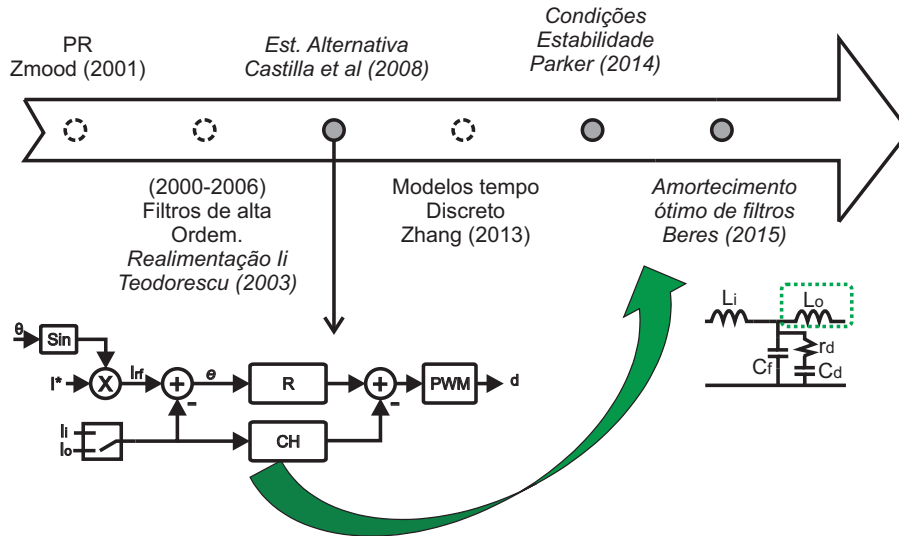 PR
Zmood (2001)
Est. Alternativa
Castilla et al (2008)
Condições
Estabilidade
Parker (2014)
(2000-2006)
Filtros de alta
Ordem.
Realimentação Ii
Teodorescu (2003)
Modelos tempo
Discreto
Zhang (2013)
Amortecimento
ótimo de filtros
Beres (2015)
θ
Sin
I*
X
Irf
+
-
e
R
+
-
PWM
d
Ii
Io
CH
Li
Lo
rd
Cf
Cd